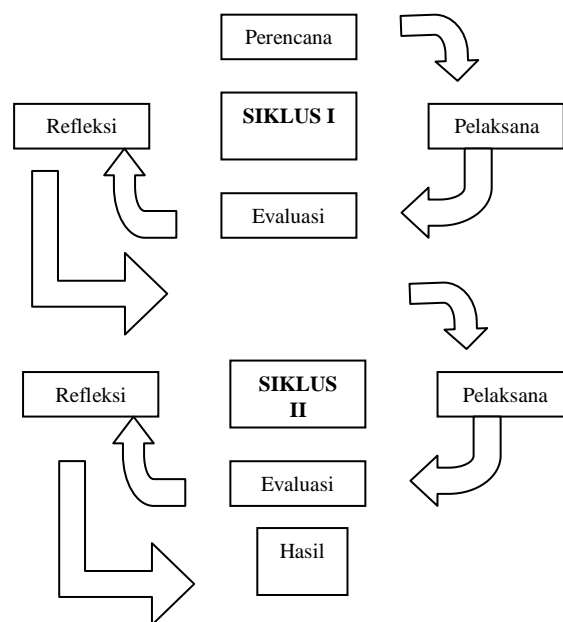 Perencana
Refleksi
SIKLUS I
Pelaksana
Evaluasi
Refleksi
SIKLUS
II
Pelaksana
Evaluasi
Hasil